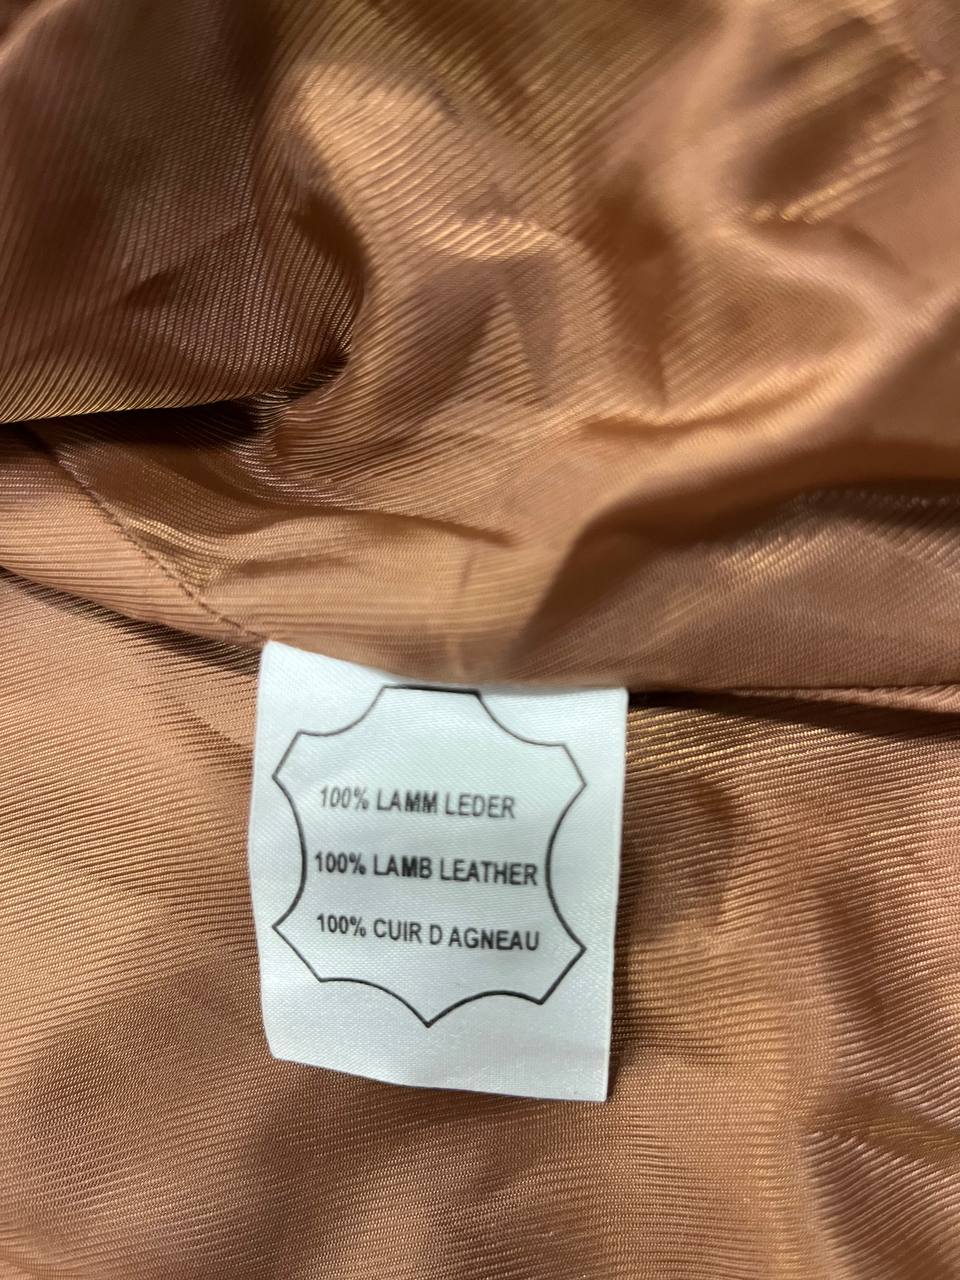 100% LAMM LEDER
100% LAMB LEATHER
100% CUIR D AGNEAU